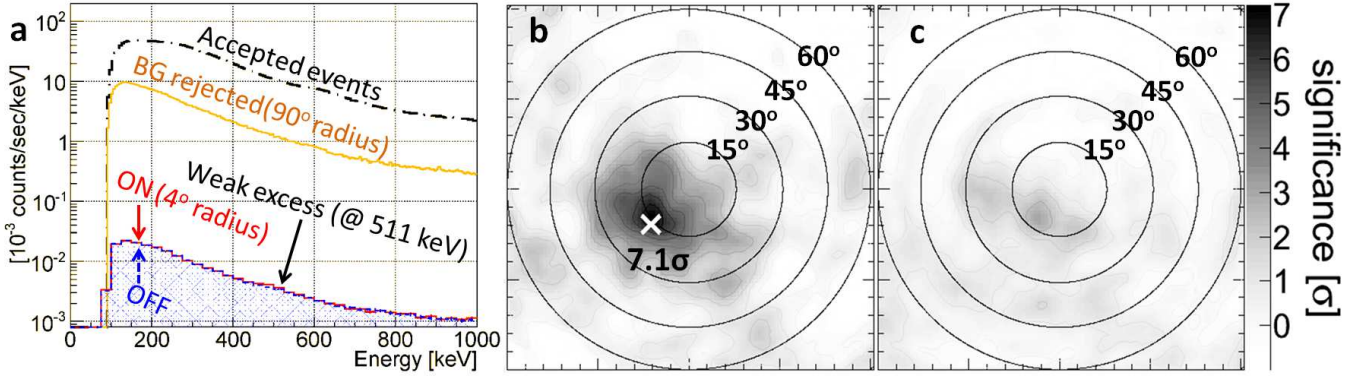 a
10²
10
1
10⁻¹
10⁻²
10⁻³
[10⁻³ counts/sec/keV]
Accepted events
BG rejected(90° radius)
ON (4° radius)
Weak excess (@ 511 keV)
OFF
0 200 400 600 800 1000
Energy [keV]
b
60°
45°
30°
15°
7.1σ
c
60°
45°
30°
15°
7
6
5
4
3
2
1
0
significance [σ]